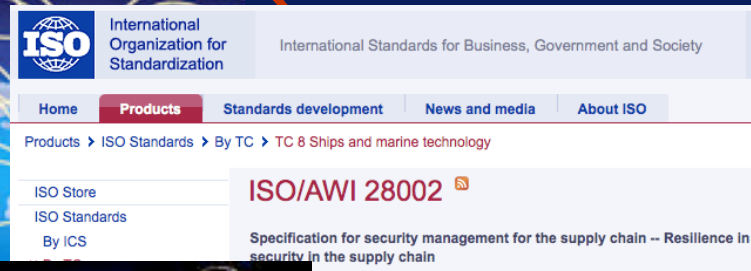 ISO
International
Organization for
Standardization
International Standards for Business, Government and Society
Home Products Standards development News and media About ISO
Products > ISO Standards > By TC > TC 8 Ships and marine technology
ISO Store
ISO Standards
By ICS
ISO/AWI 28002
Specification for security management for the supply chain -- Resilience in
security in the supply chain